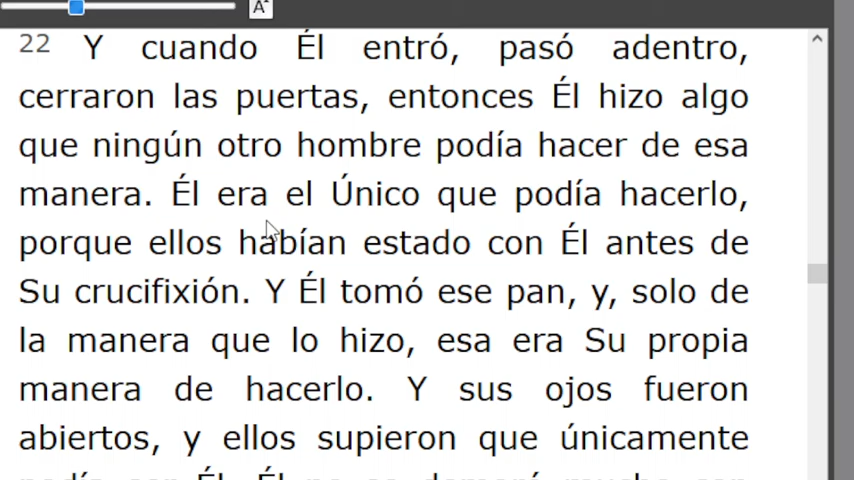 A
22 Y cuando Él entró, pasó adentro,
cerraron las puertas, entonces Él hizo algo
que ningún otro hombre podía hacer de esa
manera. Él era el Único que podía hacerlo,
porque ellos habían estado con Él antes de
Su crucifixión. Y Él tomó ese pan, y, solo de
la manera que lo hizo, esa era Su propia
manera de hacerlo. Y sus ojos fueron
abiertos, y ellos supieron que únicamente